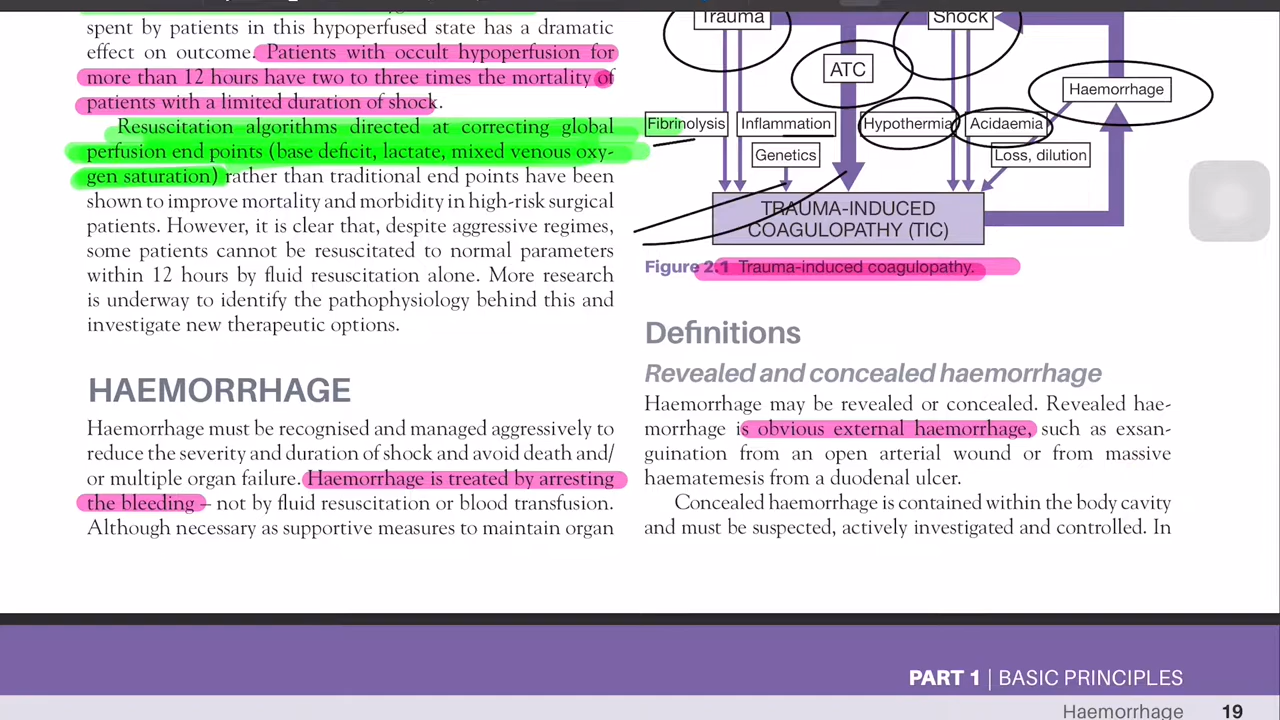 spent by patients in this hypoperfused state has a dramatic
effect on outcome. Patients with occult hypoperfusion for
more than 12 hours have two to three times the mortality of
patients with a limited duration of shock.
Resuscitation algorithms directed at correcting global
perfusion end points (base deficit, lactate, mixed venous oxy-
gen saturation) rather than traditional end points have been
shown to improve mortality and morbidity in high-risk surgical
patients. However, it is clear that, despite aggressive regimes,
some patients cannot be resuscitated to normal parameters
within 12 hours by fluid resuscitation alone. More research
is underway to identify the pathophysiology behind this and
investigate new therapeutic options.
HAEMORRHAGE
Haemorrhage must be recognised and managed aggressively to
reduce the severity and duration of shock and avoid death and/
or multiple organ failure. Haemorrhage is treated by arresting
the bleeding – not by fluid resuscitation or blood transfusion.
Although necessary as supportive measures to maintain organ
Trauma
Shock
ATC
Haemorrhage
Fibrinolysis
Inflammation
Hypothermia
Acidaemia
Genetics
Loss, dilution
TRAUMA-INDUCED
COAGULOPATHY (TIC)
Figure 2.1 Trauma-induced coagulopathy.
Definitions
Revealed and concealed haemorrhage
Haemorrhage may be revealed or concealed. Revealed hae-
morrhage is obvious external haemorrhage, such as exsan-
guination from an open arterial wound or from massive
haematemesis from a duodenal ulcer.
Concealed haemorrhage is contained within the body cavity
and must be suspected, actively investigated and controlled. In
PART 1 | BASIC PRINCIPLES
Haemorrhage 19